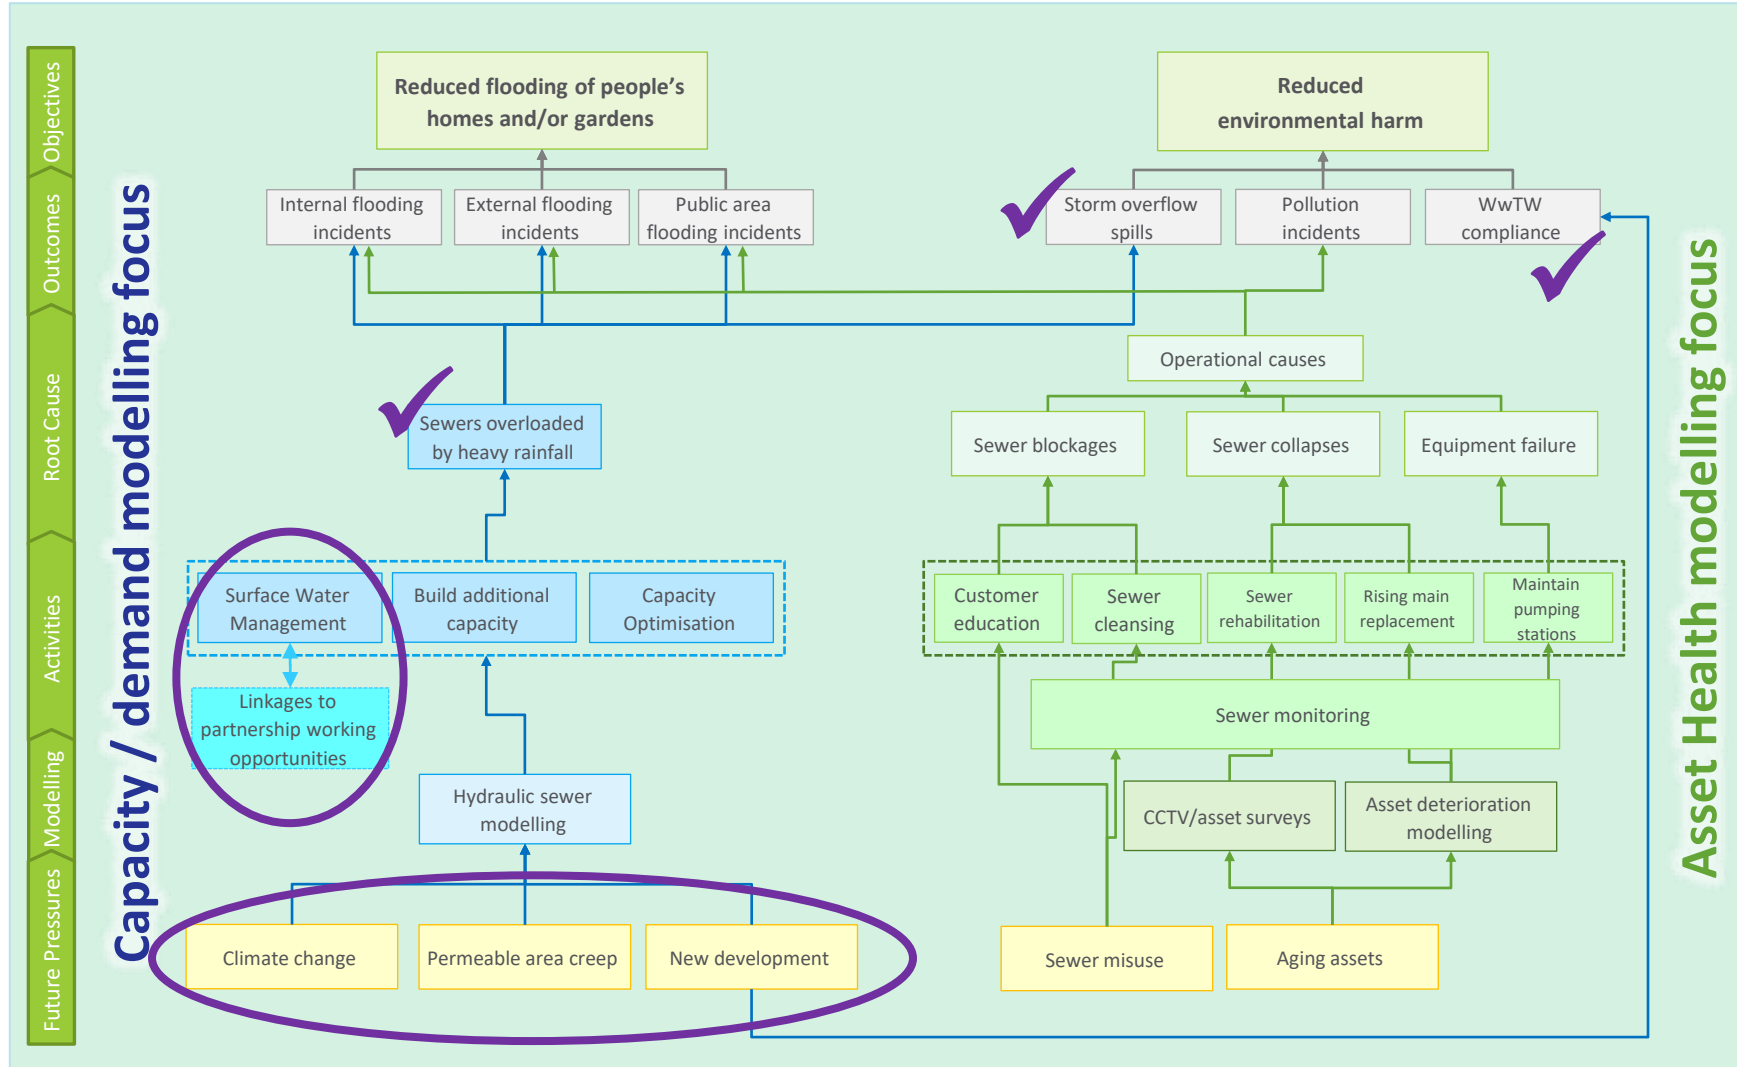 Objectives
Outcomes
Root Cause
Activities
Modelling
Future Pressures
Capacity / demand modelling focus
Reduced flooding of people's
homes and/or gardens
Reduced
environmental harm
Internal flooding
incidents
External flooding
incidents
Public area
flooding incidents
Storm overflow
spills
Pollution
incidents
WwTW
compliance
Operational causes
Sewers overloaded
by heavy rainfall
Sewer blockages
Sewer collapses
Equipment failure
Surface Water
Management
Build additional
capacity
Capacity
Optimisation
Customer
education
Sewer
cleansing
Sewer
rehabilitation
Rising main
replacement
Maintain
pumping
stations
Linkages to
partnership working
opportunities
Sewer monitoring
Hydraulic sewer
modelling
CCTV/asset surveys
Asset deterioration
modelling
Climate change
Permeable area creep
New development
Sewer misuse
Aging assets
Asset Health modelling focus